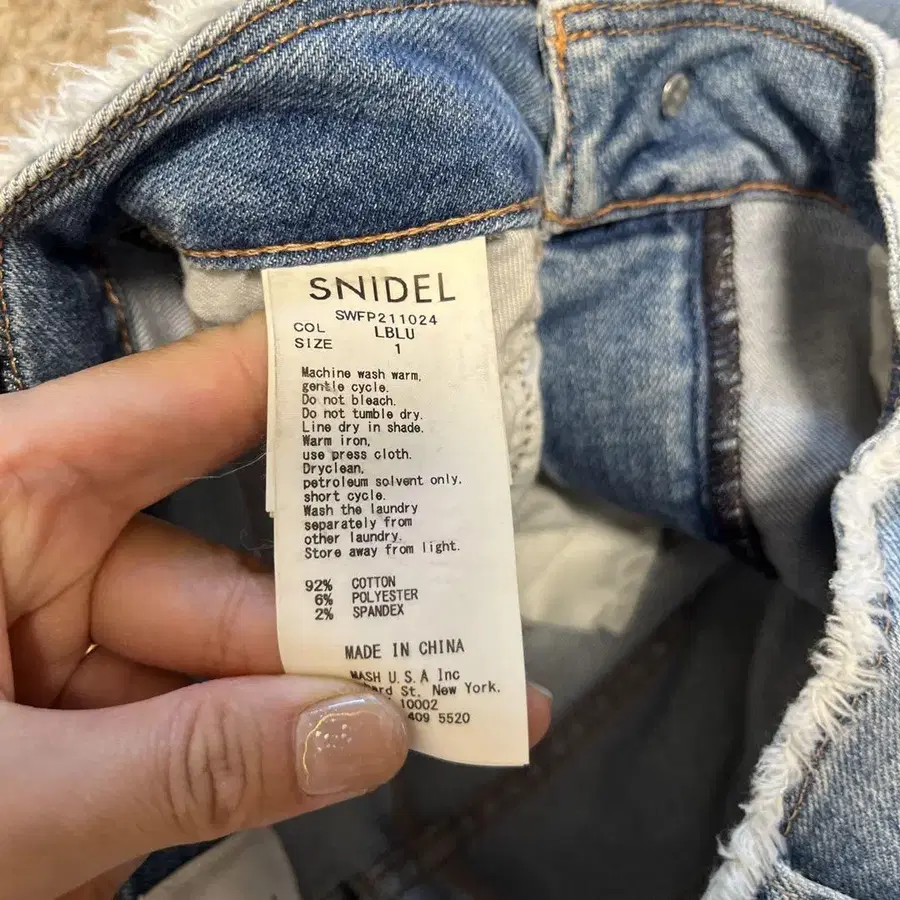 SNIDEL
SWFP211024
COL LBLU
SIZE 1
Machine wash warm,
gentle cycle.
Do not bleach.
Do not tumble dry.
Line dry in shade.
Warm iron,
use press cloth.
Dryclean,
petroleum solvent only,
short cycle.
Wash the laundry
separately from
other laundry.
Store away from light.
92% COTTON
6% POLYESTER
2% SPANDEX
MADE IN CHINA
MASH U.S.A Inc
St. New York.
10002
409 5520